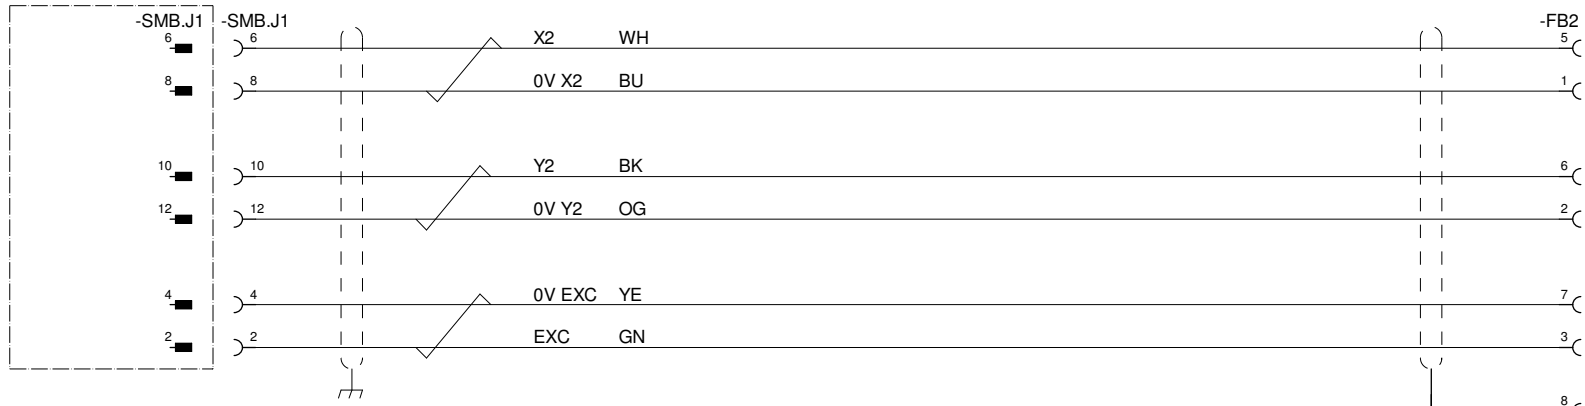 -SMB.J1 -SMB.J1 -FB2
6 6 X2 WH 5
8 8 0V X2 BU 1
10 10 Y2 BK 6
12 12 0V Y2 OG 2
4 4 0V EXC YE 7
2 2 EXC GN 3
8